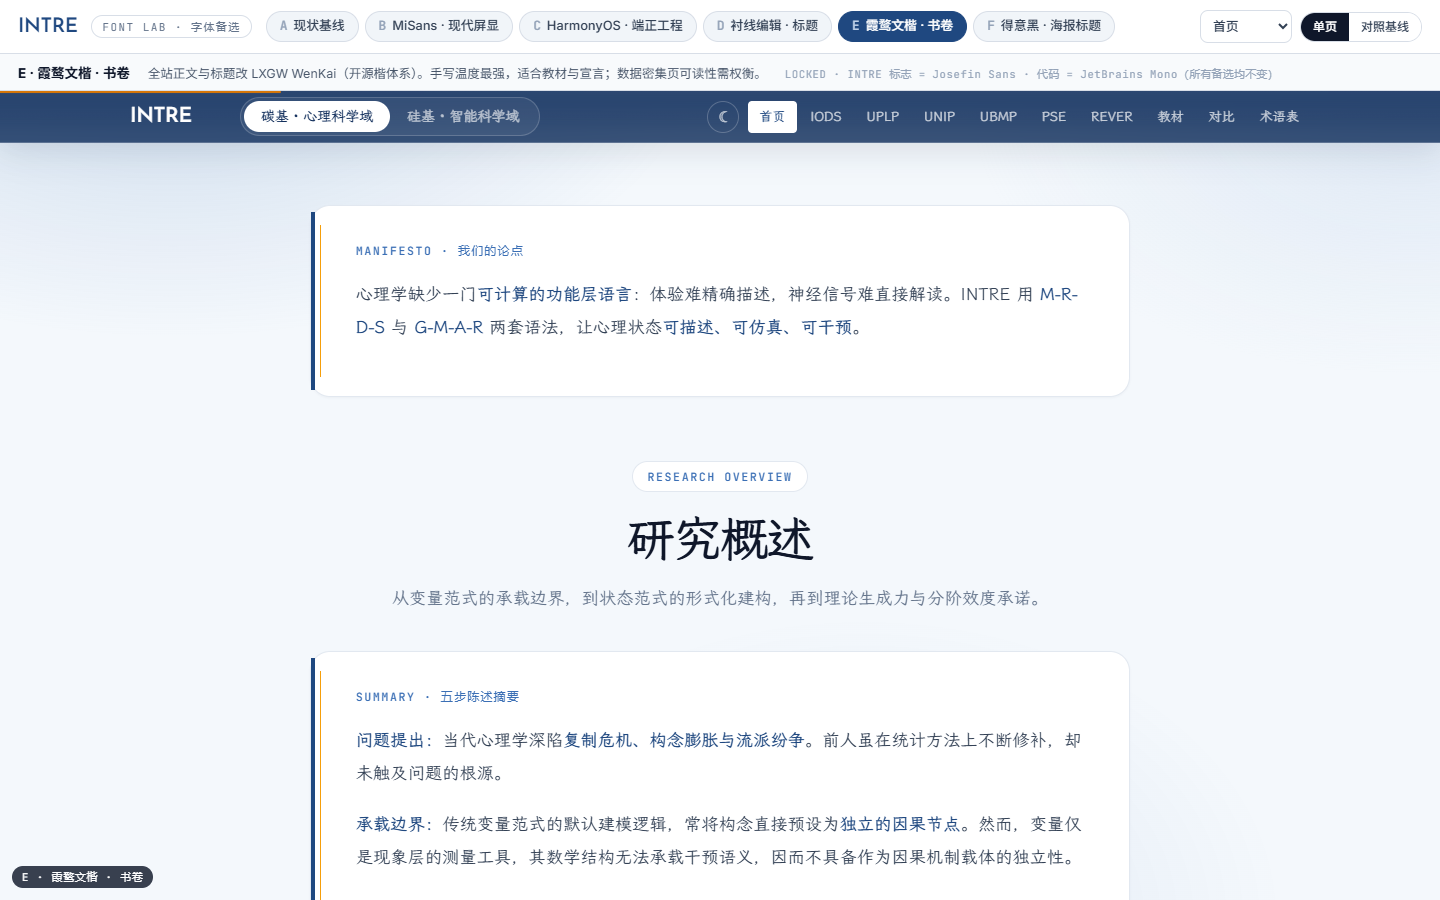 INTRE
FONT LAB · 字体备选
A 现状基线
B MiSans · 现代屏显
C HarmonyOS · 端正工程
D 衬线编辑 · 标题
E 霞鹜文楷 · 书卷
F 得意黑 · 海报标题
首页
单页
对照基线
E · 霞鹜文楷 · 书卷
全站正文与标题改 LXGW WenKai（开源楷体系）。手写温度最强，适合教材与宣言；数据密集页可读性需权衡。
LOCKED · INTRE 标志 = Josefin Sans · 代码 = JetBrains Mono（所有备选均不变）
INTRE
碳基 · 心理科学域
硅基 · 智能科学域
首页
IODS
UPLP
UNIP
UBMP
PSE
REVER
教材
对比
术语表
MANIFESTO · 我们的论点
心理学缺少一门可计算的功能层语言：体验难精确描述，神经信号难直接解读。INTRE 用 M-R-
D-S 与 G-M-A-R 两套语法，让心理状态可描述、可仿真、可干预。
RESEARCH OVERVIEW
研究概述
从变量范式的承载边界，到状态范式的形式化建构，再到理论生成力与分阶效度承诺。
SUMMARY · 五步陈述摘要
问题提出：当代心理学深陷复制危机、构念膨胀与流派纷争。前人虽在统计方法上不断修补，却
未触及问题的根源。
承载边界：传统变量范式的默认建模逻辑，常将构念直接预设为独立的因果节点。然而，变量仅
是现象层的测量工具，其数学结构无法承载干预语义，因而不具备作为因果机制载体的独立性。
E · 霞鹜文楷 · 书卷